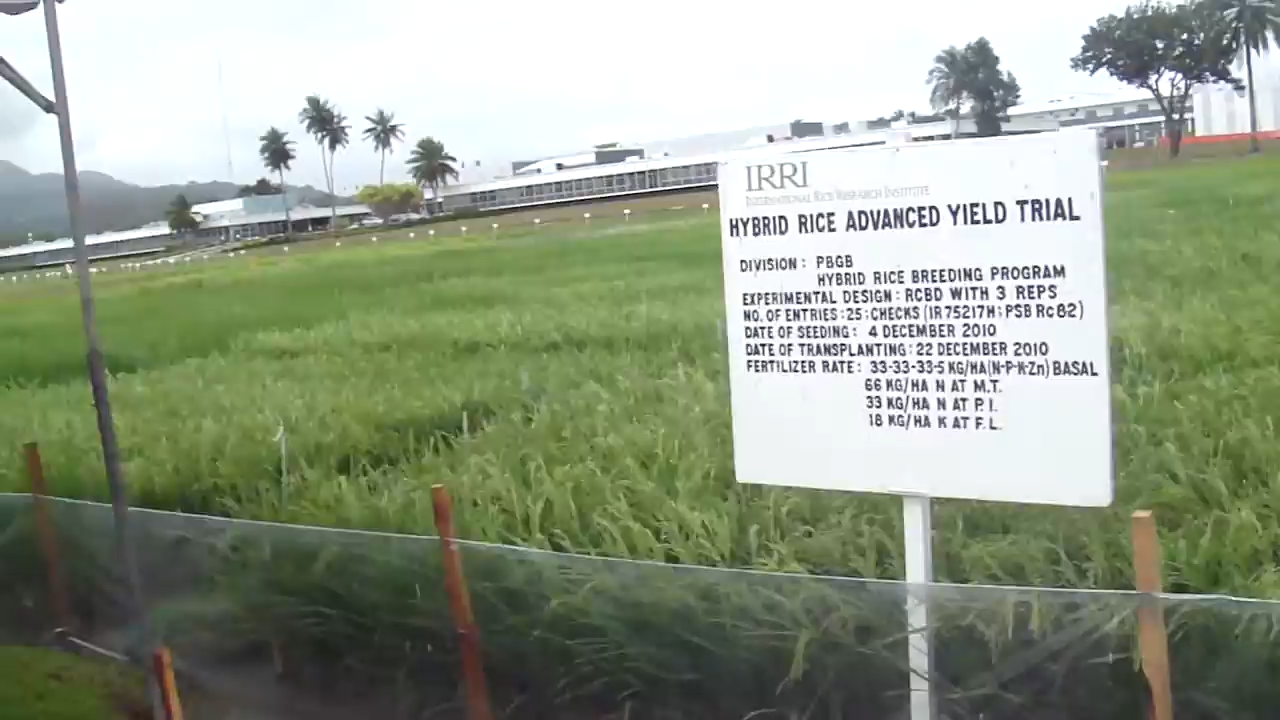 IRRI
INTERNATIONAL RICE RESEARCH INSTITUTE
HYBRID RICE ADVANCED YIELD TRIAL
DIVISION: PBGB
HYBRID RICE BREEDING PROGRAM
EXPERIMENTAL DESIGN: RCBD WITH 3 REPS
NO. OF ENTRIES: 25; CHECKS (IR75217H; PSB Rc82)
DATE OF SEEDING: 4 DECEMBER 2010
DATE OF TRANSPLANTING: 22 DECEMBER 2010
FERTILIZER RATE: 33-33-33-5 KG/HA (N-P-K-Zn) BASAL
66 KG/HA N AT M.T.
33 KG/HA N AT P.I.
18 KG/HA K AT F.L.